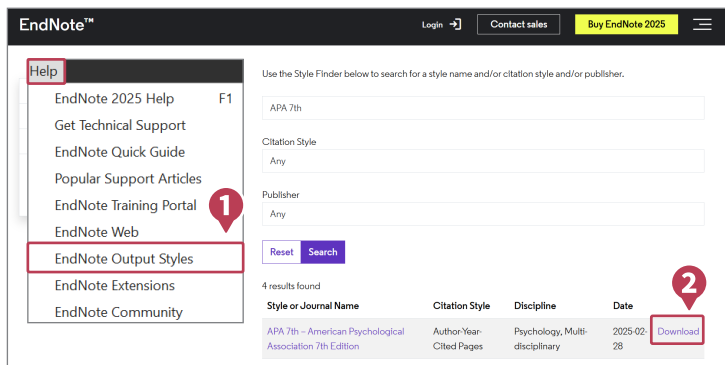 EndNote™
Login
Contact sales
Buy EndNote 2025
Help
EndNote 2025 Help F1
Get Technical Support
EndNote Quick Guide
Popular Support Articles
EndNote Training Portal
EndNote Web
EndNote Output Styles
EndNote Extensions
EndNote Community
1
Use the Style Finder below to search for a style name and/or citation style and/or publisher.
APA 7th
Citation Style
Any
Publisher
Any
Reset Search
4 results found
2
Style or Journal Name Citation Style Discipline Date
APA 7th – American Psychological Author-Year- Psychology, Multi- 2025-02- Download
Association 7th Edition Cited Pages disciplinary 28